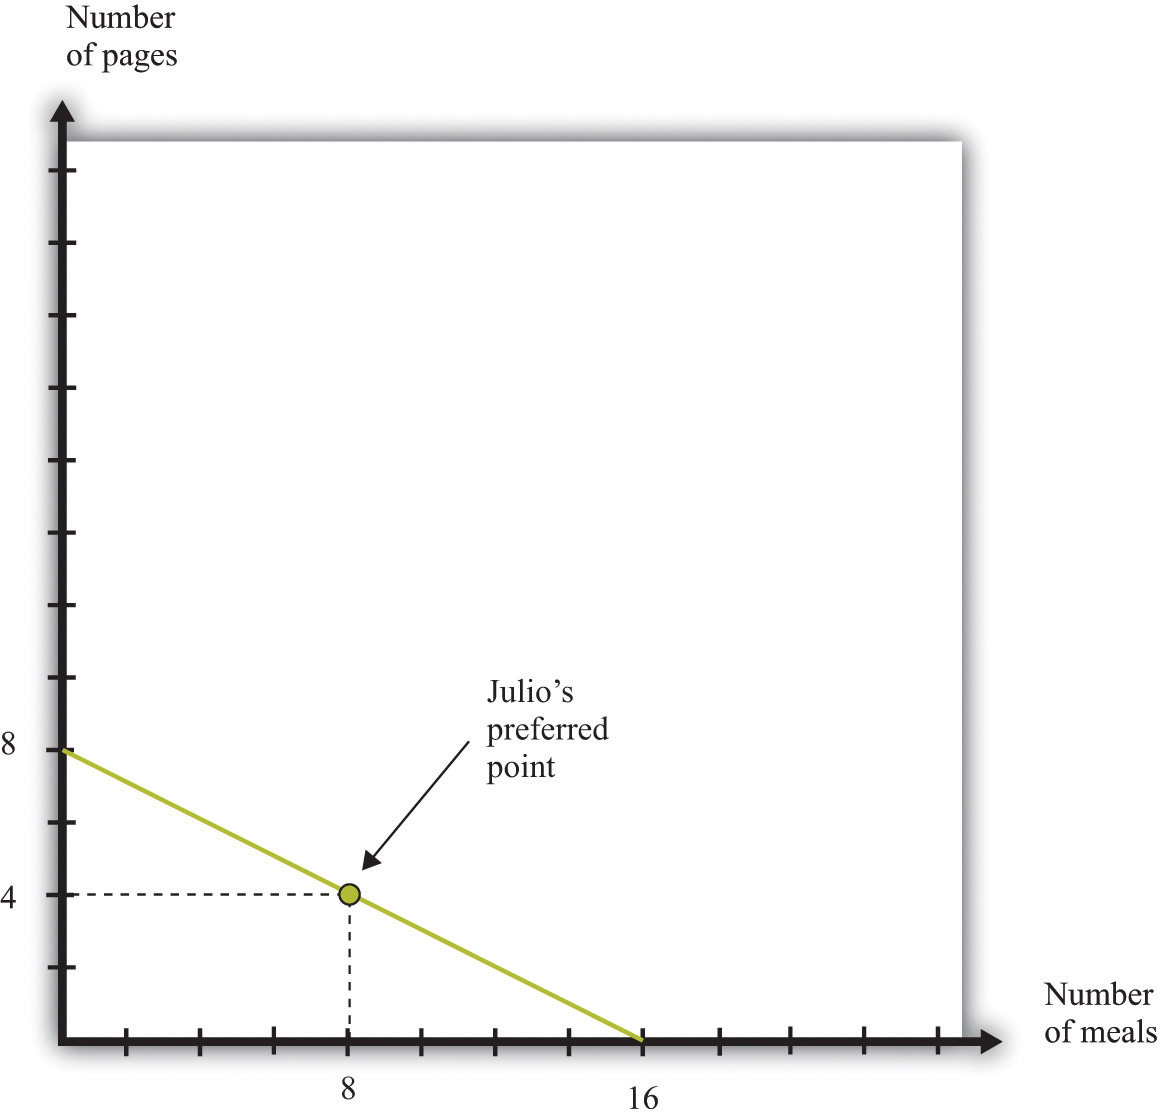 Number
of pages
Julio’s
preferred
point
8
4
Number
of meals
8
16